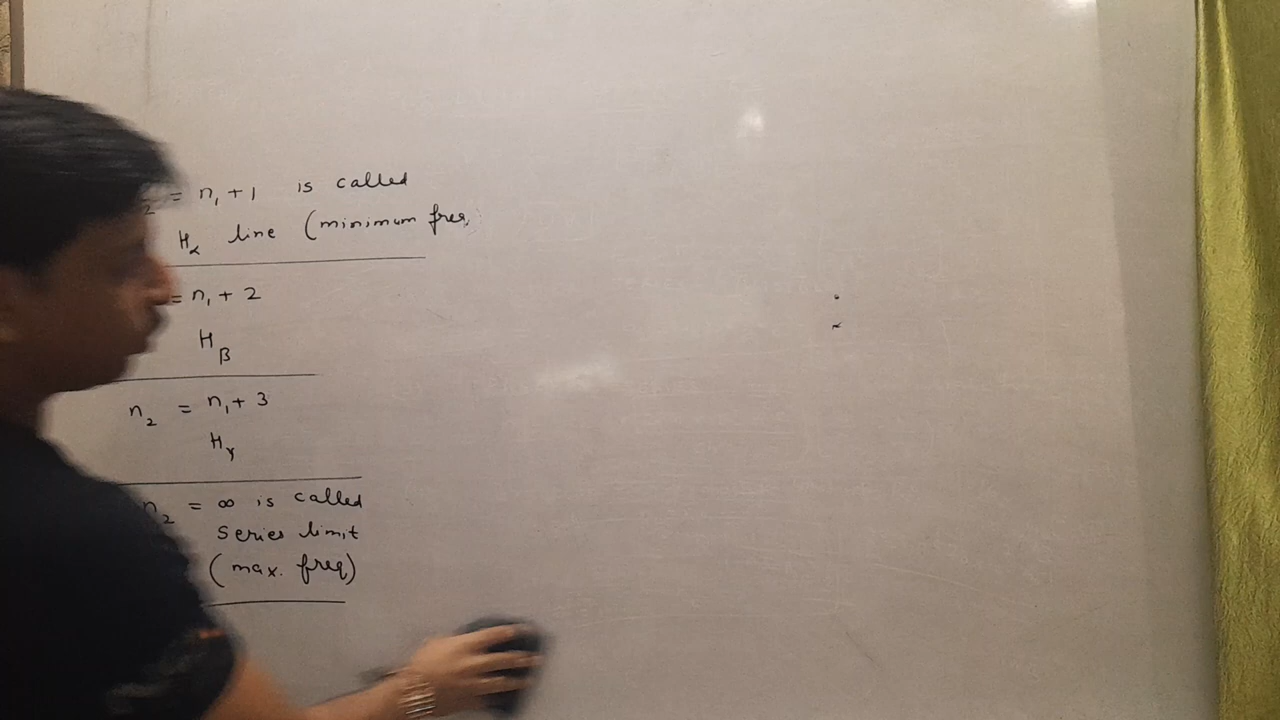 2 = n₁ + 1 is called
Hα line (minimum freq
= n₁ + 2
Hβ
n₂ = n₁ + 3
Hγ
n₂ = ∞ is called
series limit
(max. freq)